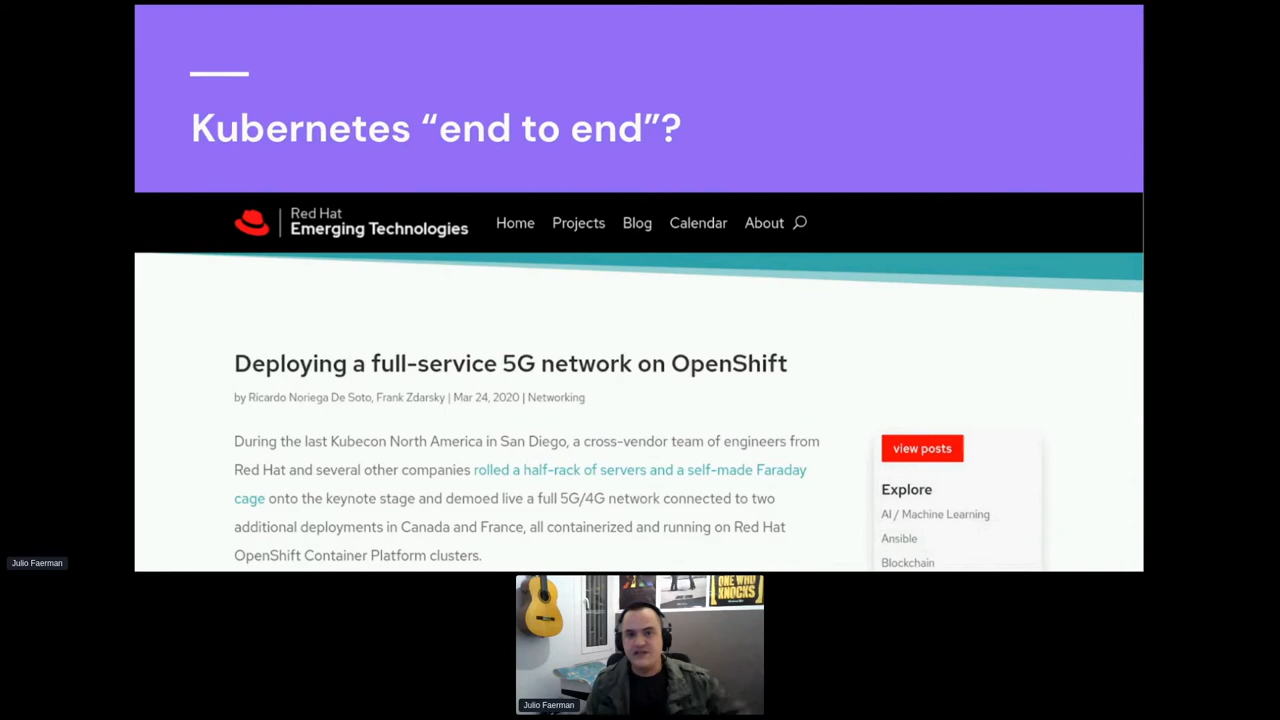 Kubernetes “end to end”?
Red Hat
Emerging Technologies
Home Projects Blog Calendar About
Deploying a full-service 5G network on OpenShift
by Ricardo Noriega De Soto, Frank Zdarsky | Mar 24, 2020 | Networking
During the last Kubecon North America in San Diego, a cross-vendor team of engineers from
Red Hat and several other companies rolled a half-rack of servers and a self-made Faraday
cage onto the keynote stage and demoed live a full 5G/4G network connected to two
additional deployments in Canada and France, all containerized and running on Red Hat
OpenShift Container Platform clusters.
view posts
Explore
AI / Machine Learning
Ansible
Blockchain
Julio Faerman
ONE WHO
KNOCKS
Julio Faerman